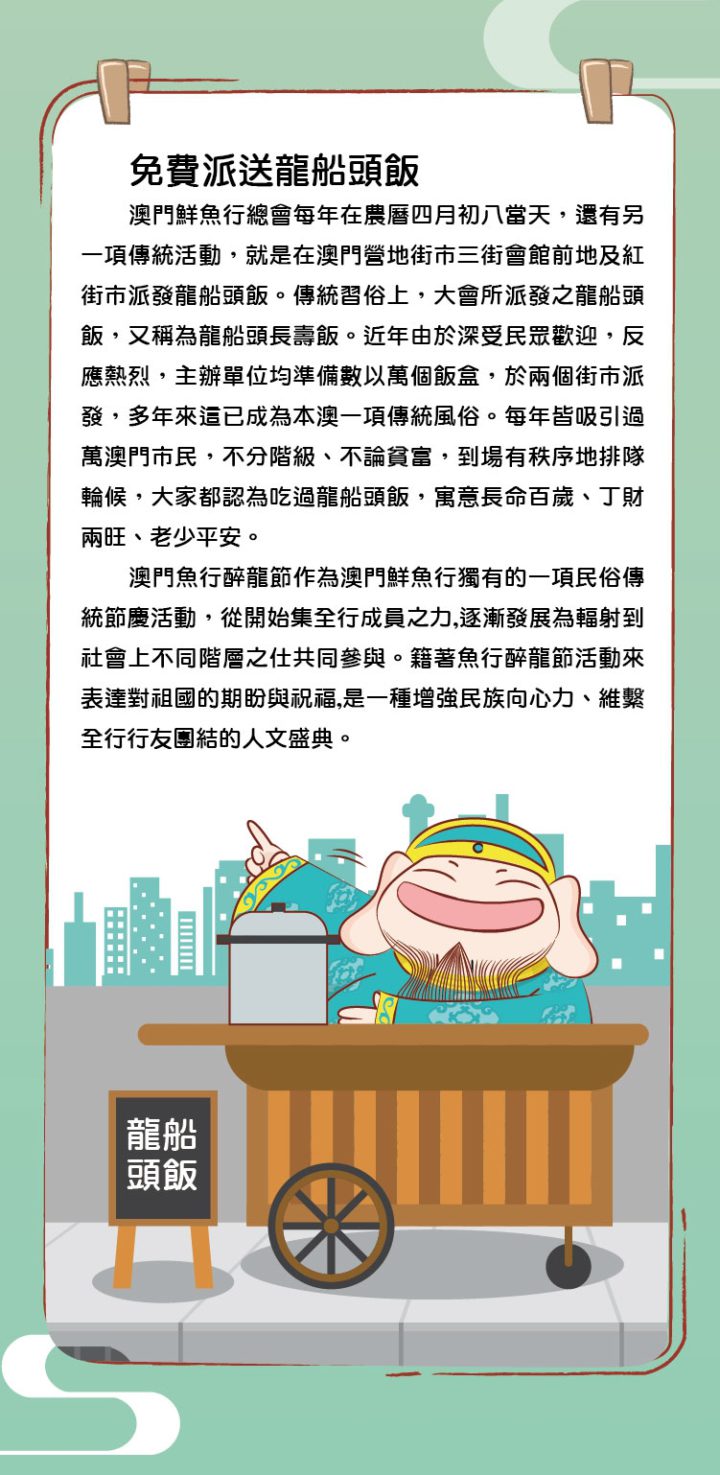 免費派送龍船頭飯
澳門鮮魚行總會每年在農曆四月初八當天，還有另
一項傳統活動，就是在澳門營地街市三街會館前地及紅
街市派發龍船頭飯。傳統習俗上，大會所派發之龍船頭
飯，又稱為龍船頭長壽飯。近年由於深受民眾歡迎，反
應熱烈，主辦單位均準備數以萬個飯盒，於兩個街市派
發，多年來這已成為本澳一項傳統風俗。每年皆吸引過
萬澳門市民，不分階級、不論貧富，到場有秩序地排隊
輪候，大家都認為吃過龍船頭飯，寓意長命百歲、丁財
兩旺、老少平安。
澳門魚行醉龍節作為澳門鮮魚行獨有的一項民俗傳
統節慶活動，從開始集全行成員之力,逐漸發展為輻射到
社會上不同階層之仕共同參與。籍著魚行醉龍節活動來
表達對祖國的期盼與祝福,是一種增強民族向心力、維繫
全行行友團結的人文盛典。
龍船
頭飯